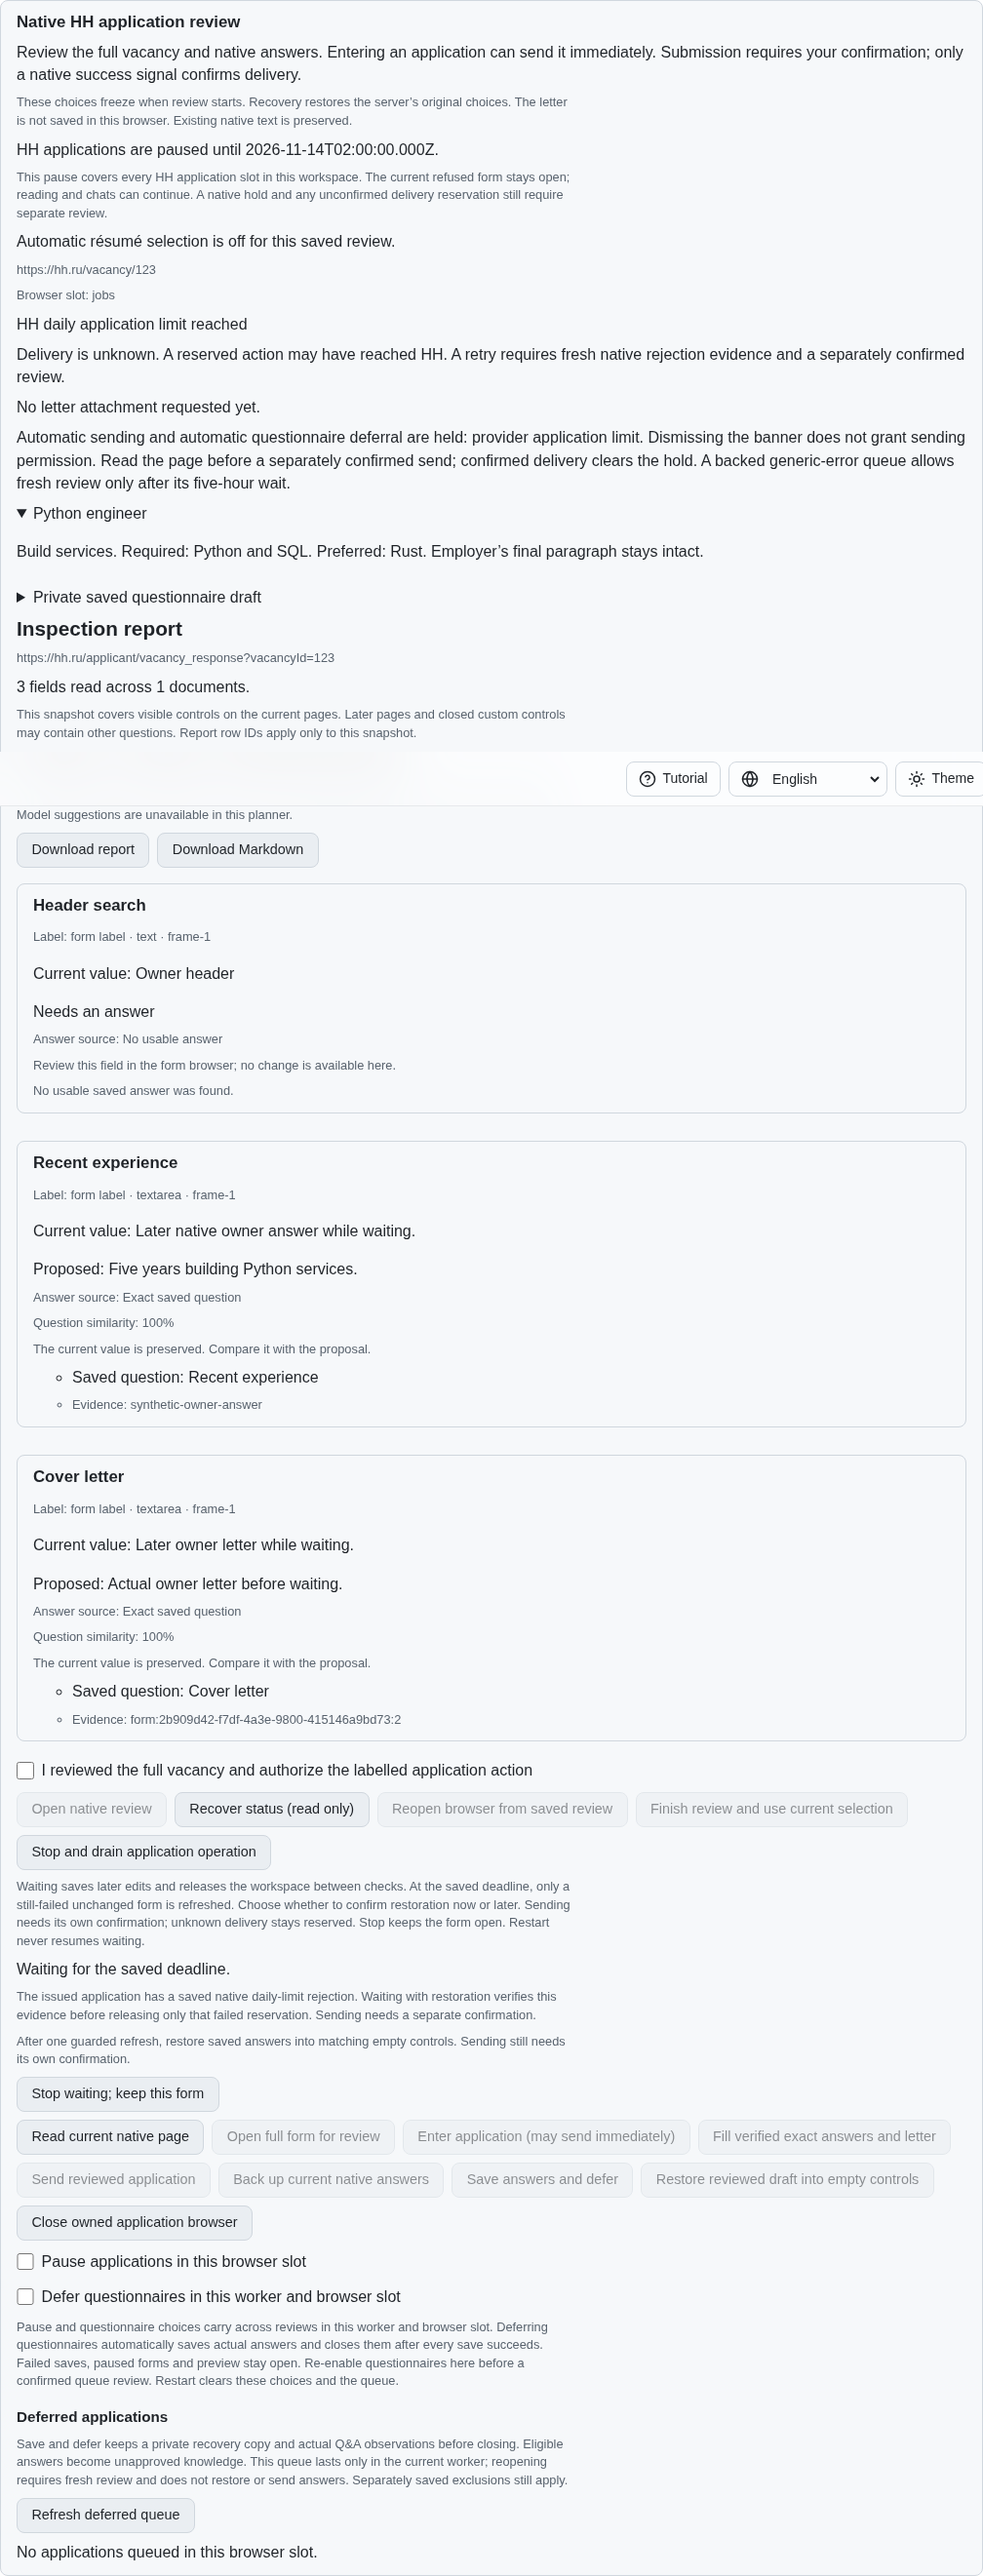 Native HH application review
Review the full vacancy and native answers. Entering an application can send it immediately. Submission requires your confirmation; only
a native success signal confirms delivery.
These choices freeze when review starts. Recovery restores the server’s original choices. The letter
is not saved in this browser. Existing native text is preserved.
HH applications are paused until 2026-11-14T02:00:00.000Z.
This pause covers every HH application slot in this workspace. The current refused form stays open;
reading and chats can continue. A native hold and any unconfirmed delivery reservation still require
separate review.
Automatic résumé selection is off for this saved review.
https://hh.ru/vacancy/123
Browser slot: jobs
HH daily application limit reached
Delivery is unknown. A reserved action may have reached HH. A retry requires fresh native rejection evidence and a separately confirmed
review.
No letter attachment requested yet.
Automatic sending and automatic questionnaire deferral are held: provider application limit. Dismissing the banner does not grant sending
permission. Read the page before a separately confirmed send; confirmed delivery clears the hold. A backed generic-error queue allows
fresh review only after its five-hour wait.
Python engineer
Build services. Required: Python and SQL. Preferred: Rust. Employer’s final paragraph stays intact.
Private saved questionnaire draft
Inspection report
https://hh.ru/applicant/vacancy_response?vacancyId=123
3 fields read across 1 documents.
This snapshot covers visible controls on the current pages. Later pages and closed custom controls
may contain other questions. Report row IDs apply only to this snapshot.
Tutorial English Theme
Model suggestions are unavailable in this planner.
Download report Download Markdown
Header search
Label: form label · text · frame-1
Current value: Owner header
Needs an answer
Answer source: No usable answer
Review this field in the form browser; no change is available here.
No usable saved answer was found.
Recent experience
Label: form label · textarea · frame-1
Current value: Later native owner answer while waiting.
Proposed: Five years building Python services.
Answer source: Exact saved question
Question similarity: 100%
The current value is preserved. Compare it with the proposal.
Saved question: Recent experience
Evidence: synthetic-owner-answer
Cover letter
Label: form label · textarea · frame-1
Current value: Later owner letter while waiting.
Proposed: Actual owner letter before waiting.
Answer source: Exact saved question
Question similarity: 100%
The current value is preserved. Compare it with the proposal.
Saved question: Cover letter
Evidence: form:2b909d42-f7df-4a3e-9800-415146a9bd73:2
I reviewed the full vacancy and authorize the labelled application action
Open native review Recover status (read only) Reopen browser from saved review Finish review and use current selection
Stop and drain application operation
Waiting saves later edits and releases the workspace between checks. At the saved deadline, only a
still-failed unchanged form is refreshed. Choose whether to confirm restoration now or later. Sending
needs its own confirmation; unknown delivery stays reserved. Stop keeps the form open. Restart
never resumes waiting.
Waiting for the saved deadline.
The issued application has a saved native daily-limit rejection. Waiting with restoration verifies this
evidence before releasing only that failed reservation. Sending needs a separate confirmation.
After one guarded refresh, restore saved answers into matching empty controls. Sending still needs
its own confirmation.
Stop waiting; keep this form
Read current native page Open full form for review Enter application (may send immediately) Fill verified exact answers and letter
Send reviewed application Back up current native answers Save answers and defer Restore reviewed draft into empty controls
Close owned application browser
Pause applications in this browser slot
Defer questionnaires in this worker and browser slot
Pause and questionnaire choices carry across reviews in this worker and browser slot. Deferring
questionnaires automatically saves actual answers and closes them after every save succeeds.
Failed saves, paused forms and preview stay open. Re-enable questionnaires here before a
confirmed queue review. Restart clears these choices and the queue.
Deferred applications
Save and defer keeps a private recovery copy and actual Q&A observations before closing. Eligible
answers become unapproved knowledge. This queue lasts only in the current worker; reopening
requires fresh review and does not restore or send answers. Separately saved exclusions still apply.
Refresh deferred queue
No applications queued in this browser slot.